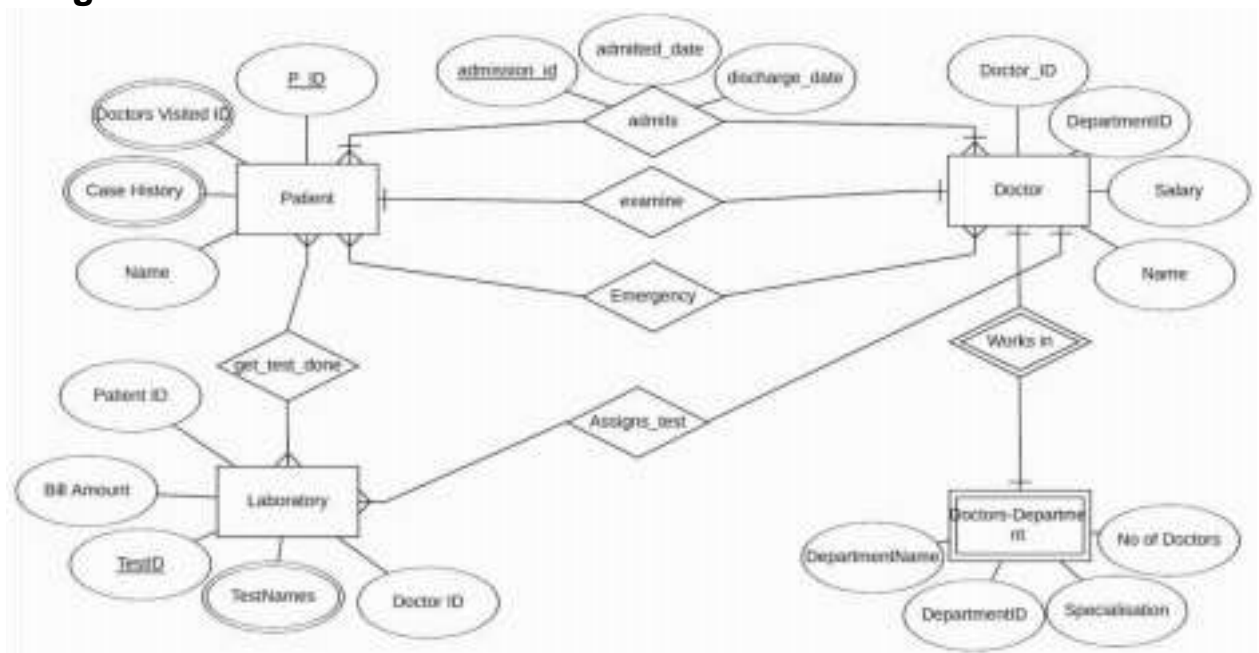 admitted_date
P_ID
admission_id
discharge_date
Doctor_ID
Doctors Visited ID
admits
DepartmentID
Case History
Patient
examine
Doctor
Salary
Name
Emergency
Name
Works in
get_test_done
Patient ID
Assigns_test
Bill Amount
Laboratory
Doctors-Departme
nt
No of Doctors
DepartmentName
TestID
TestNames
Doctor ID
DepartmentID
Specialisation